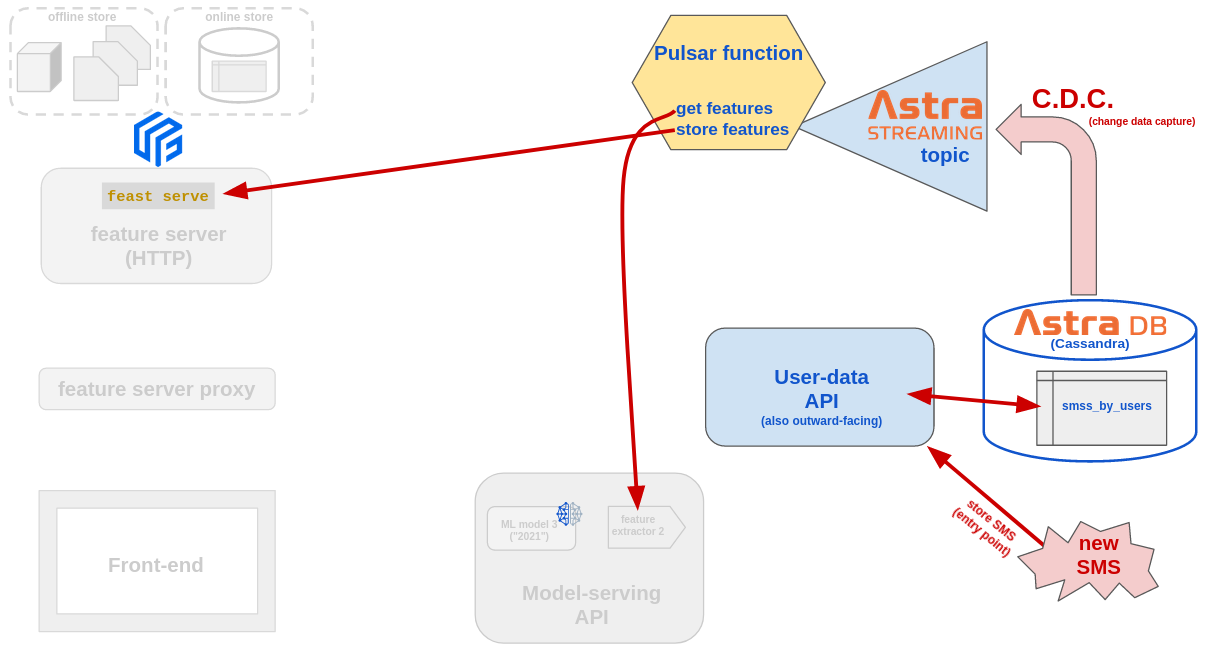 offline store
online store
feast serve
feature server
(HTTP)
feature server proxy
Front-end
Pulsar function
get features
store features
Astra
STREAMING
topic
C.D.C.
(change data capture)
Astra DB
(Cassandra)
smss_by_users
User-data
API
(also outward-facing)
store SMS
(entry point)
new
SMS
ML model 3
("2021")
feature
extractor 2
Model-serving
API